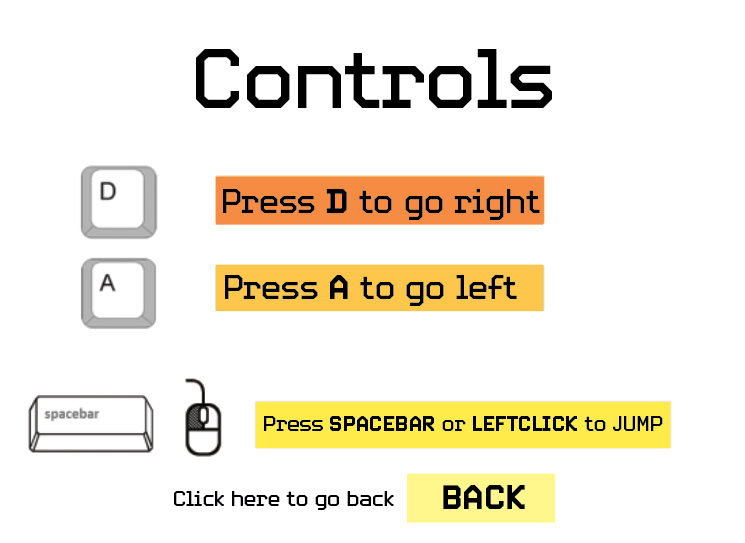 Controls
D
Press D to go right
A
Press A to go left
spacebar
Press SPACEBAR or LEFTCLICK to JUMP
Click here to go back BACK